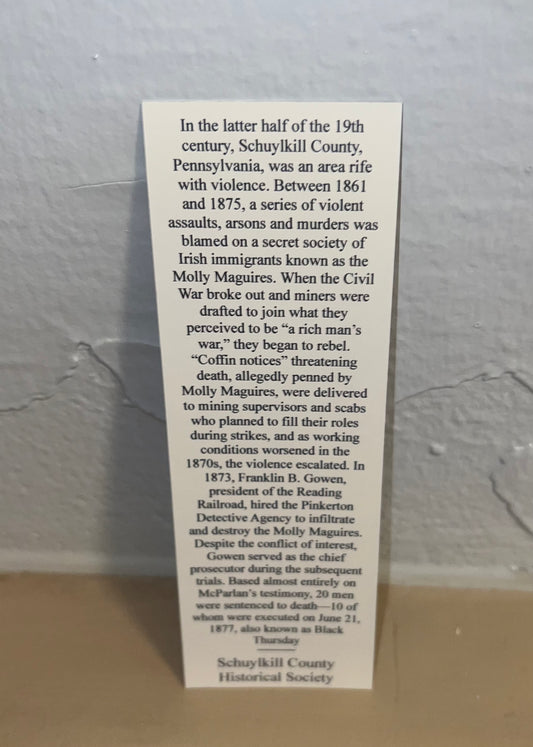 In the latter half of the 19th
century, Schuylkill County,
Pennsylvania, was an area rife
with violence. Between 1861
and 1875, a series of violent
assaults, arsons and murders was
blamed on a secret society of
Irish immigrants known as the
Molly Maguires. When the Civil
War broke out and miners were
drafted to join what they
perceived to be “a rich man’s
war,” they began to rebel.
“Coffin notices” threatening
death, allegedly penned by
Molly Maguires, were delivered
to mining supervisors and scabs
who planned to fill their roles
during strikes, and as working
conditions worsened in the
1870s, the violence escalated. In
1873, Franklin B. Gowen,
president of the Reading
Railroad, hired the Pinkerton
Detective Agency to infiltrate
and destroy the Molly Maguires.
Despite the conflict of interest,
Gowen served as the chief
prosecutor during the subsequent
trials. Based almost entirely on
McParlan’s testimony, 20 men
were sentenced to death—10 of
whom were executed on June 21,
1877, also known as Black
Thursday
Schuylkill County
Historical Society